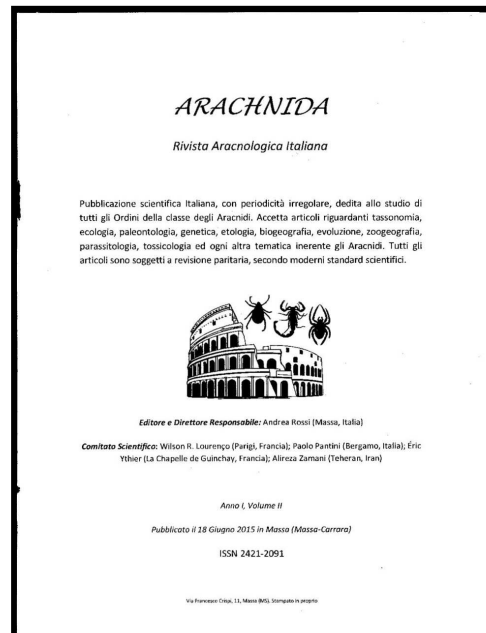 ARACHNIDA
Rivista Aracnologica Italiana
Pubblicazione scientifica Italiana, con periodicità irregolare, dedita allo studio di
tutti gli Ordini della classe degli Aracnidi. Accetta articoli riguardanti tassonomia,
ecologia, paleontologia, genetica, etologia, biogeografia, evoluzione, zoogeografia,
parassitologia, tossicologia ed ogni altra tematica inerente gli Aracnidi. Tutti gli
articoli sono soggetti a revisione paritaria, secondo moderni standard scientifici.
Editore e Direttore Responsabile: Andrea Rossi (Massa, Italia)
Comitato Scientifico: Wilson R. Lourenço (Parigi, Francia); Paolo Pantini (Bergamo, Italia); Éric
Ythier (La Chapelle de Guinchay, Francia); Alireza Zamani (Teheran, Iran)
Anno I, Volume II
Pubblicato il 18 Giugno 2015 in Massa (Massa-Carrara)
ISSN 2421-2091
Via Francesco Crispi, 11, Massa (MS). Stampato in proprio